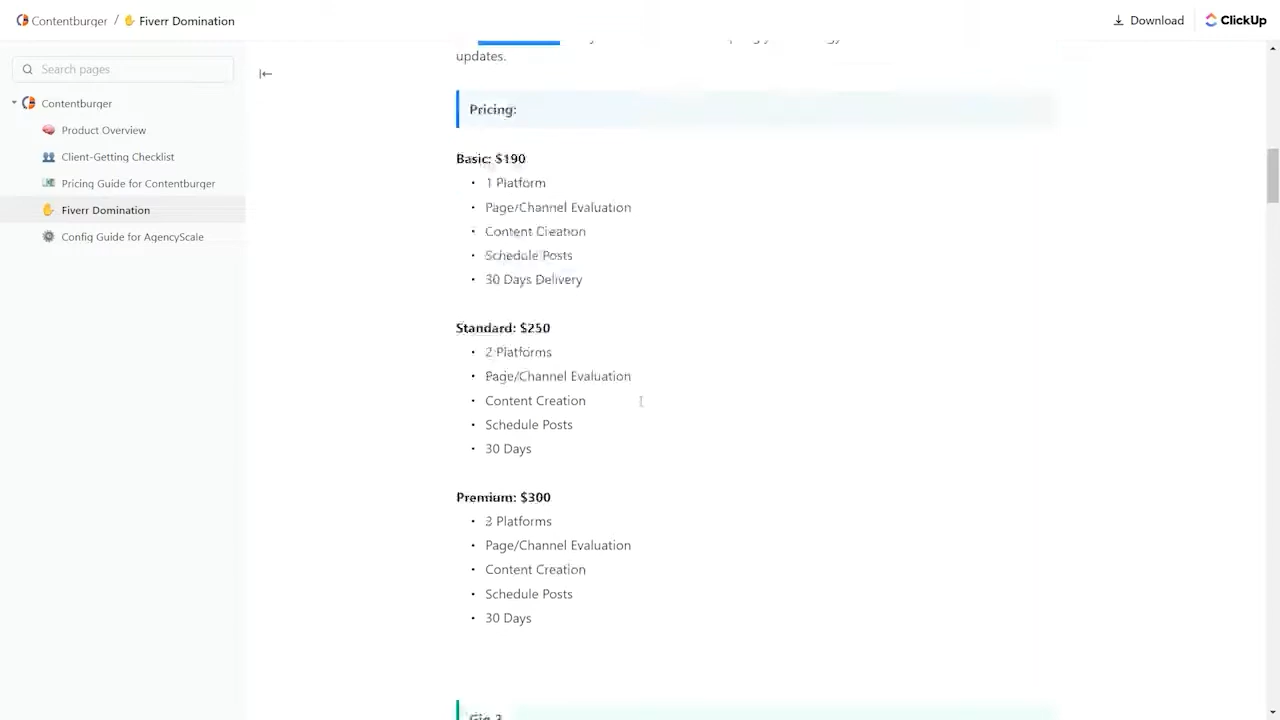 Contentburger / Fiverr Domination
Download
ClickUp
Search pages
Contentburger
Product Overview
Client-Getting Checklist
Pricing Guide for Contentburger
Fiverr Domination
Config Guide for AgencyScale
updates.
Pricing:
Basic: $190
• 1 Platform
• Page/Channel Evaluation
• Content Creation
• Schedule Posts
• 30 Days Delivery
Standard: $250
• 2 Platforms
• Page/Channel Evaluation
• Content Creation
• Schedule Posts
• 30 Days
Premium: $300
• 3 Platforms
• Page/Channel Evaluation
• Content Creation
• Schedule Posts
• 30 Days